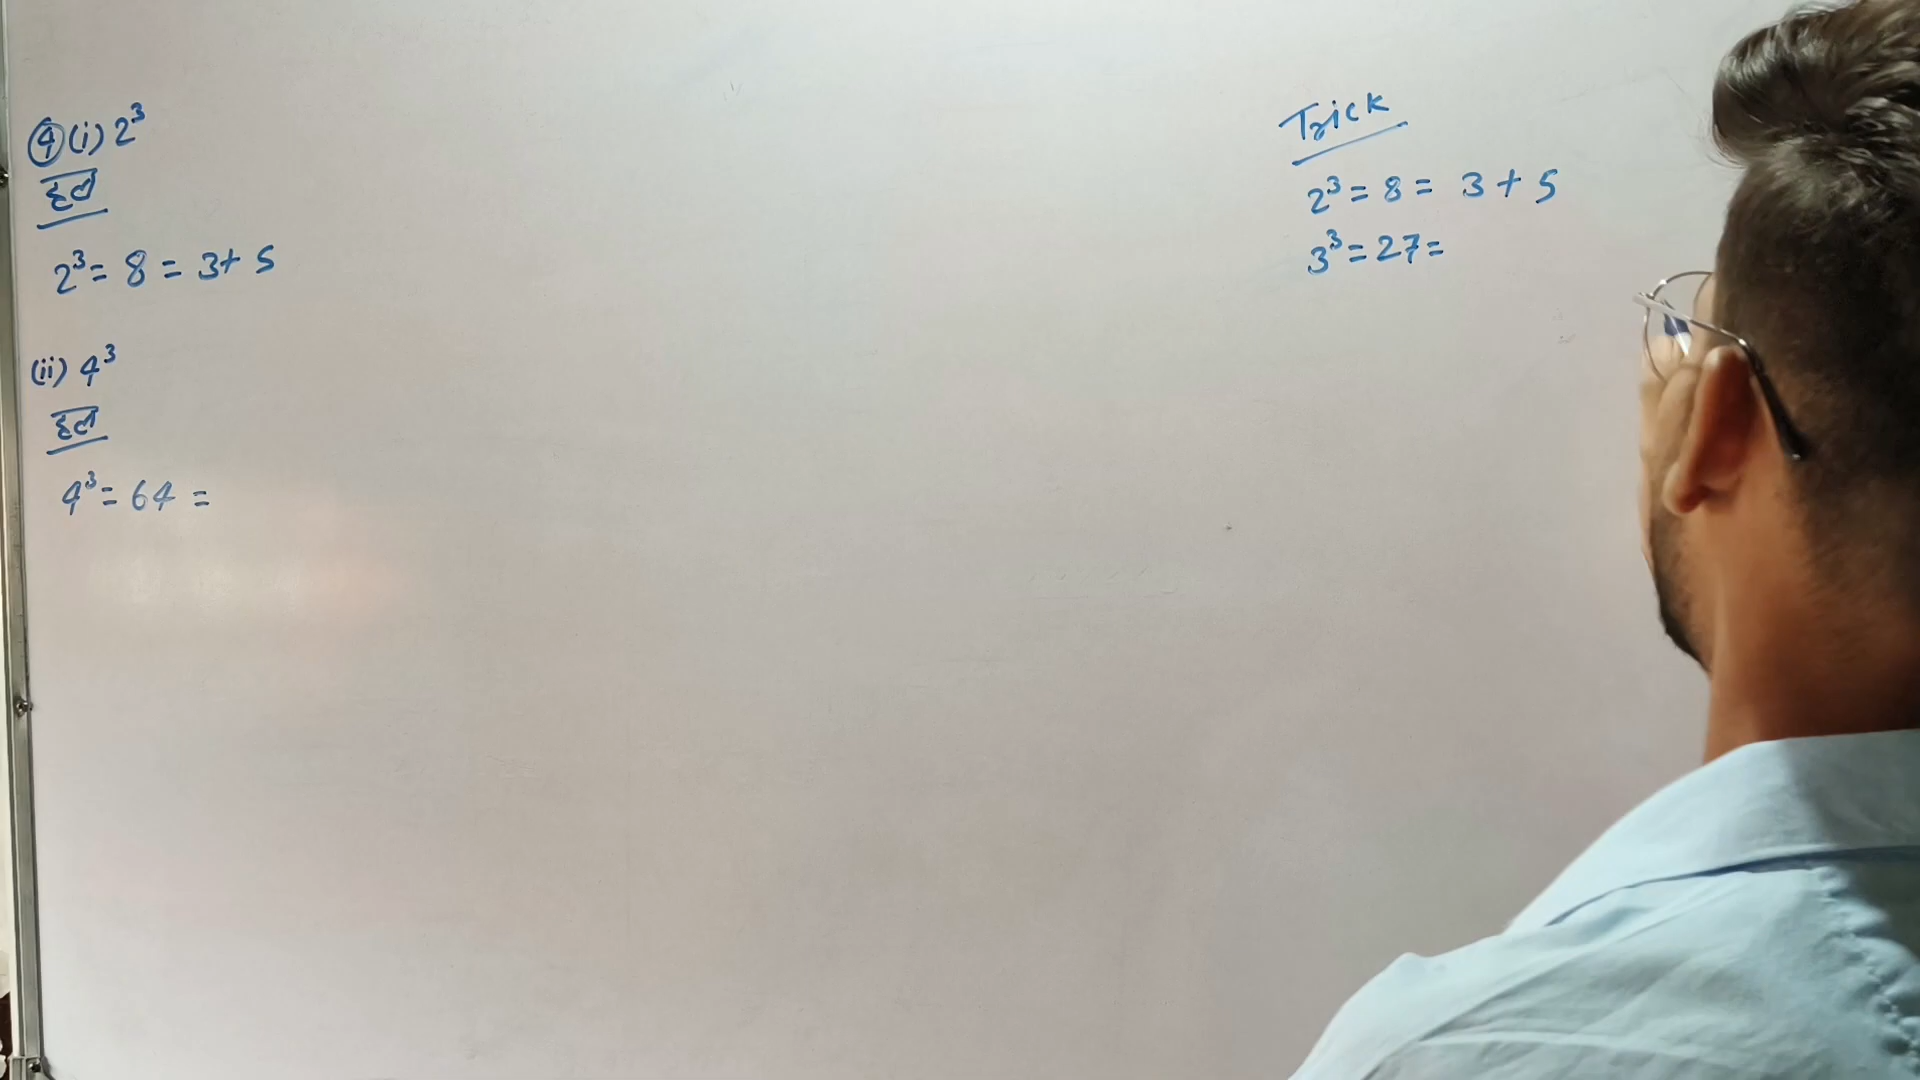 ④(i) 2³
हल
2³ = 8 = 3 + 5
(ii) 4³
हल
4³ = 64 =
Trick
2³ = 8 = 3 + 5
3³ = 27 =